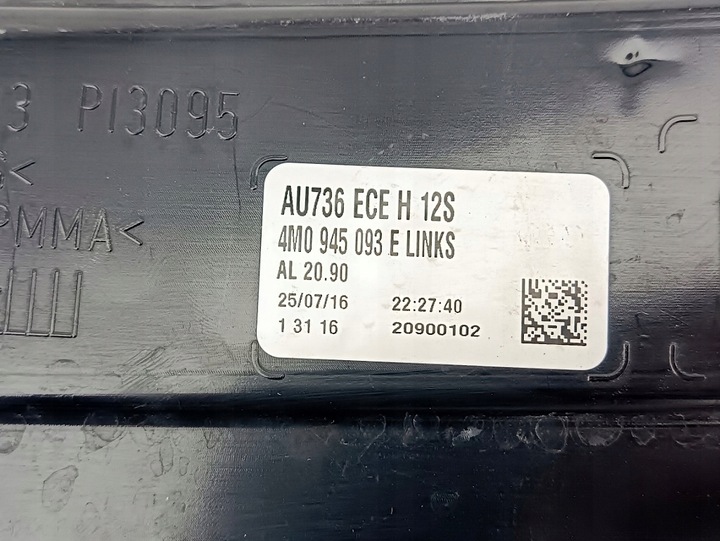 3 PI3095
<
PMMA<
AU736 ECE H 12S
4M0 945 093 E LINKS
AL 20.90
25/07/16 22:27:40
1 31 16 20900102